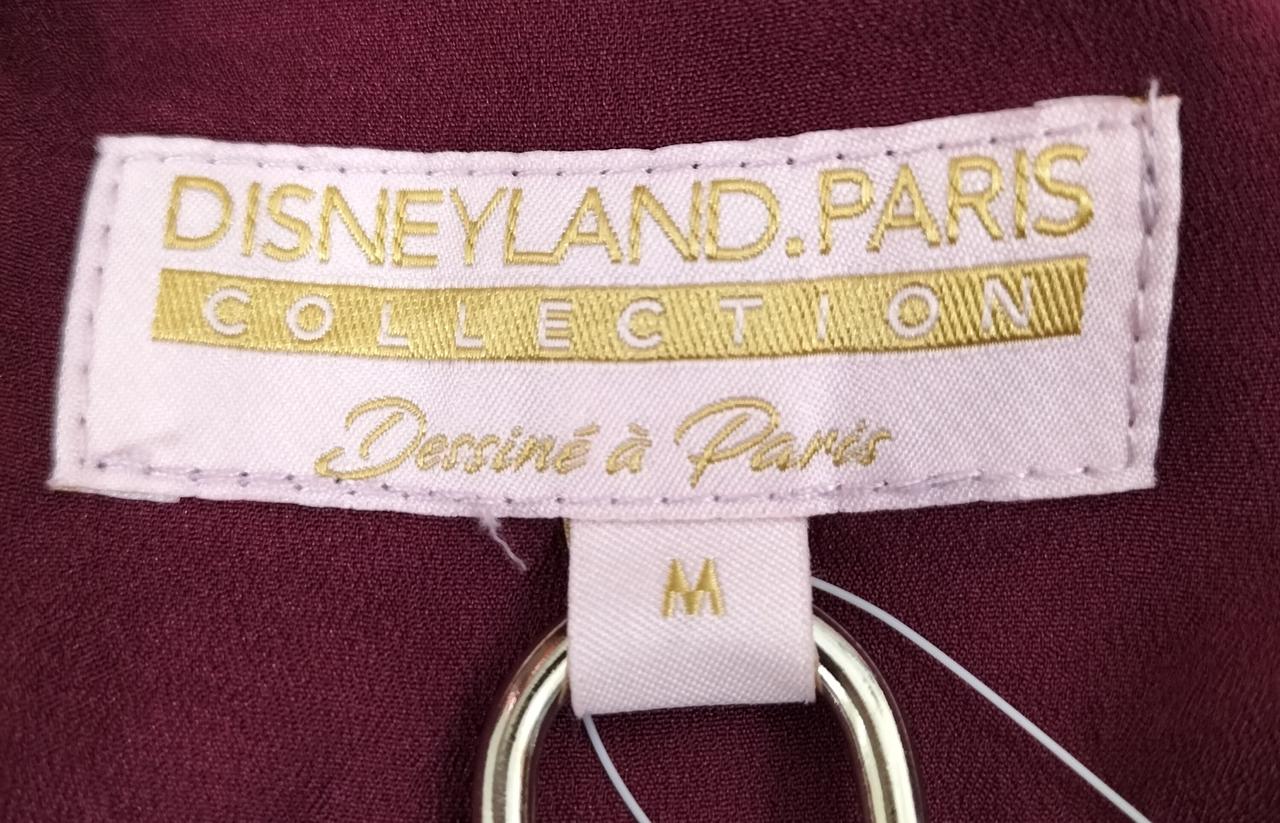 DISNEYLAND.PARIS
COLLECTION
Dessiné à Paris
M